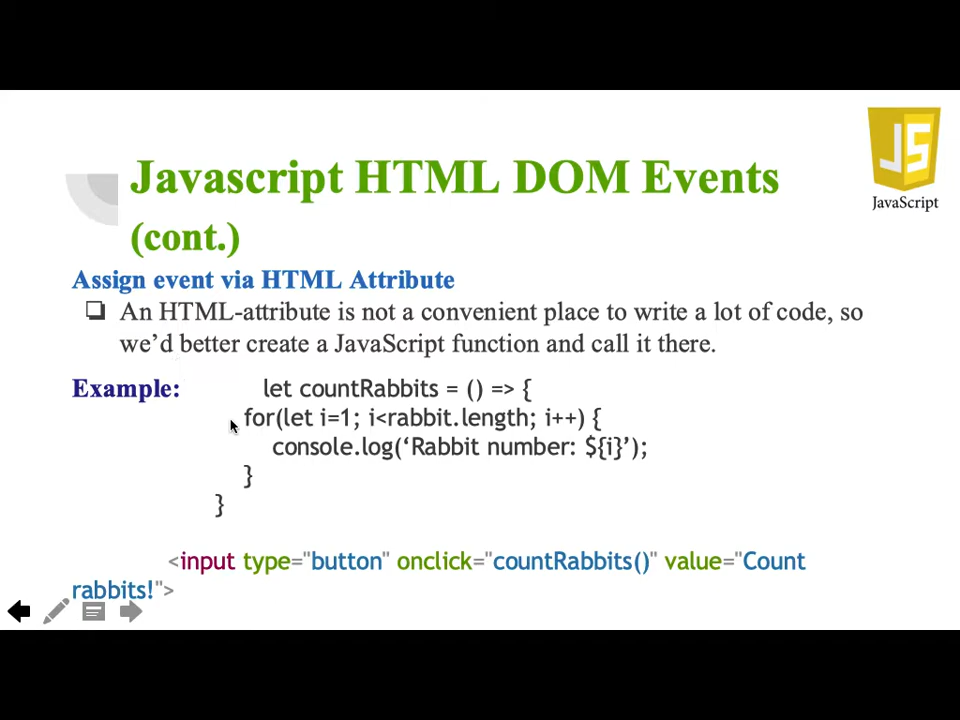 JS
JavaScript
Javascript HTML DOM Events
(cont.)
Assign event via HTML Attribute
❑ An HTML-attribute is not a convenient place to write a lot of code, so
we’d better create a JavaScript function and call it there.
Example: let countRabbits = () => {
for(let i=1; i<rabbit.length; i++) {
console.log(‘Rabbit number: ${i}’);
}
}
<input type="button" onclick="countRabbits()" value="Count
rabbits!">